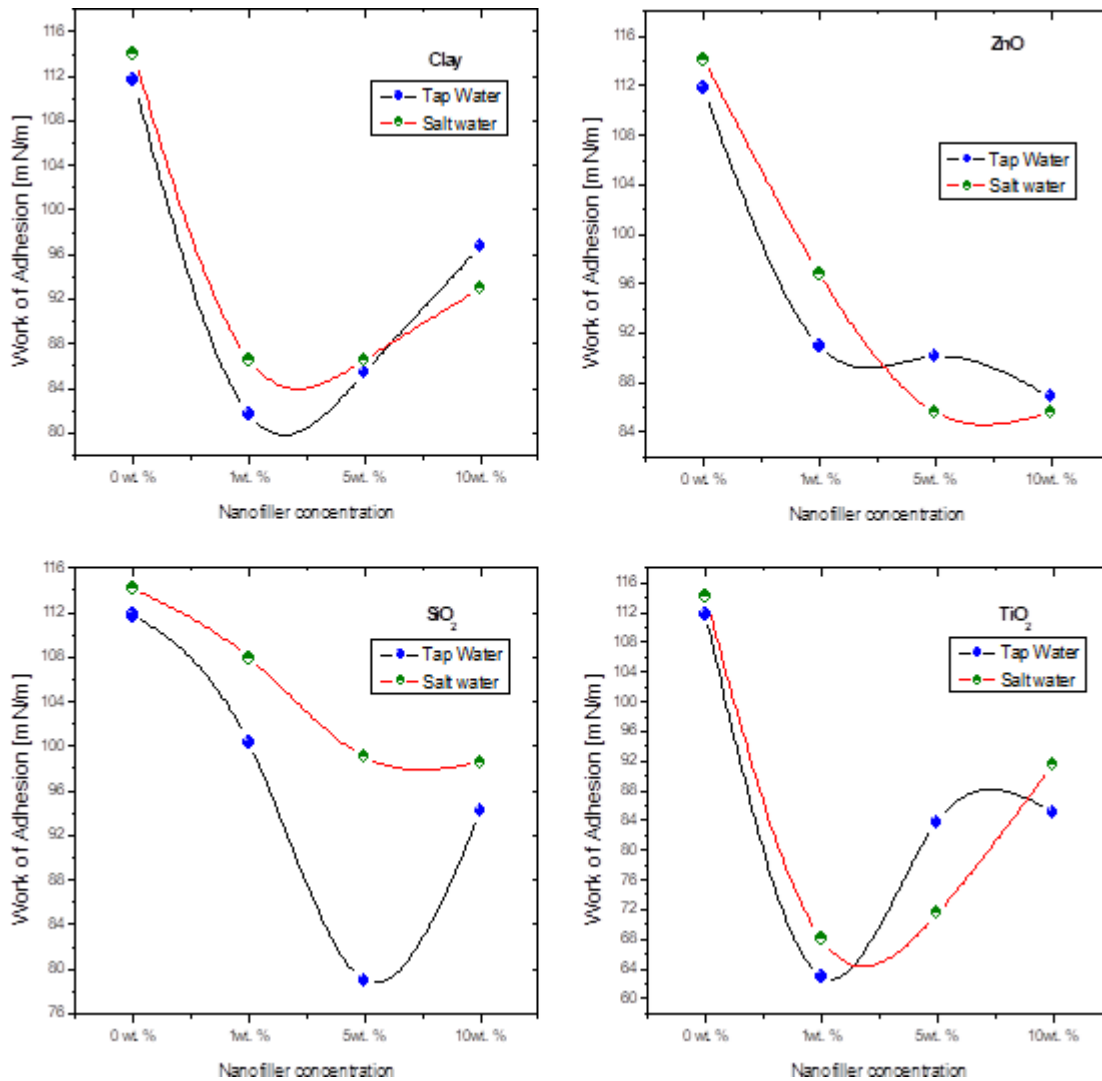 Work of Adhesion [mN/m]
116
114
112
108
104
100
96
92
88
84
80
Clay
Tap Water
Salt water
0 wt. %
1wt. %
5wt. %
10wt. %
Nanofiller concentration
Work of Adhesion [mN/m]
116
112
108
104
100
96
92
88
84
ZnO
Tap Water
Salt water
0 wt. %
1wt. %
5wt. %
10wt. %
Nanofiller concentration
Work of Adhesion [mN/m]
116
112
108
104
100
96
92
88
84
80
76
SiO₂
Tap Water
Salt water
0 wt. %
1wt. %
5wt. %
10wt. %
Nanofiller concentration
Work of Adhesion [mN/m]
116
112
108
104
100
96
92
88
84
80
76
72
68
64
60
TiO₂
Tap Water
Salt water
0 wt. %
1wt. %
5wt. %
10wt. %
Nanofiller concentration